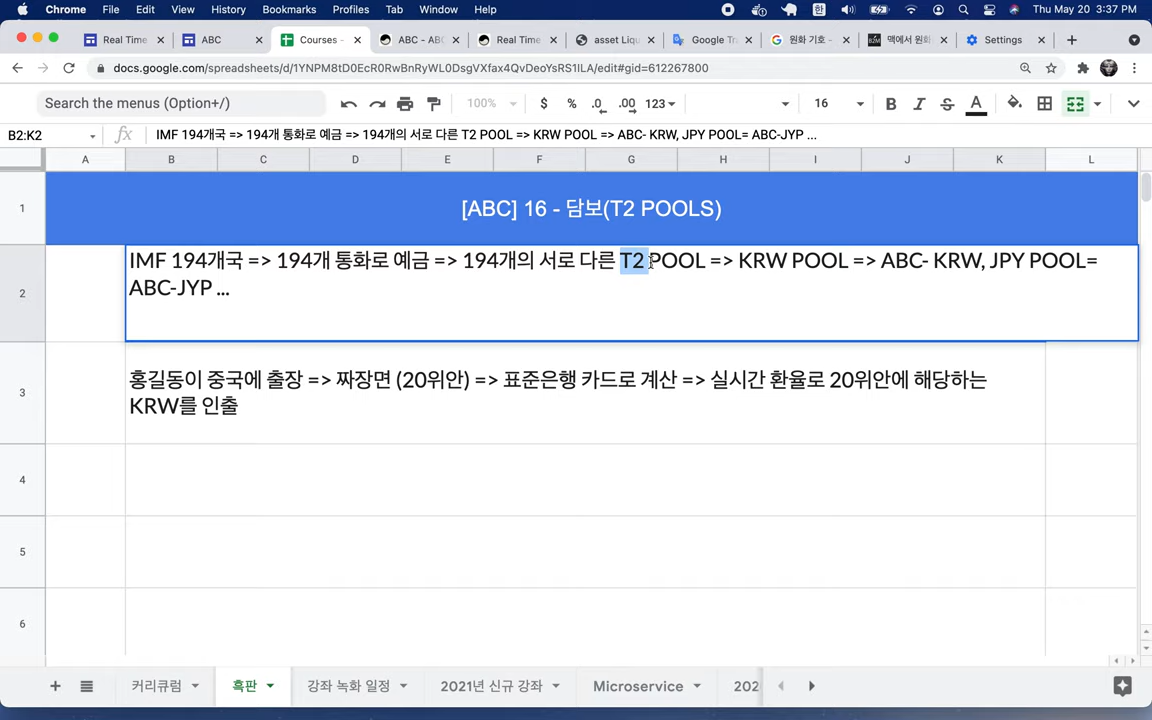 Chrome File Edit View History Bookmarks Profiles Tab Window Help 한 Thu May 20 3:37 PM
Real Time ABC Courses - ABC - ABC Real Time asset Liqu Google Tra 원화 기호 - 맥에서 원화 Settings
docs.google.com/spreadsheets/d/1YNPM8tD0EcR0RwBnRyWL0DsgVXfax4QvDeoYsRS1ILA/edit#gid=612267800
Search the menus (Option+/) 100% $ % .0 .00 123 16 B I S A
B2:K2 fx IMF 194개국 => 194개 통화로 예금 => 194개의 서로 다른 T2 POOL => KRW POOL => ABC- KRW, JPY POOL= ABC-JYP ...
A B C D E F G H I J K L
1 [ABC] 16 - 담보(T2 POOLS)
2 IMF 194개국 => 194개 통화로 예금 => 194개의 서로 다른 T2 POOL => KRW POOL => ABC- KRW, JPY POOL=
ABC-JYP ...
3 홍길동이 중국에 출장 => 짜장면 (20위안) => 표준은행 카드로 계산 => 실시간 환율로 20위안에 해당하는
KRW를 인출
4
5
6
커리큐럼 흑판 강좌 녹화 일정 2021년 신규 강좌 Microservice 202